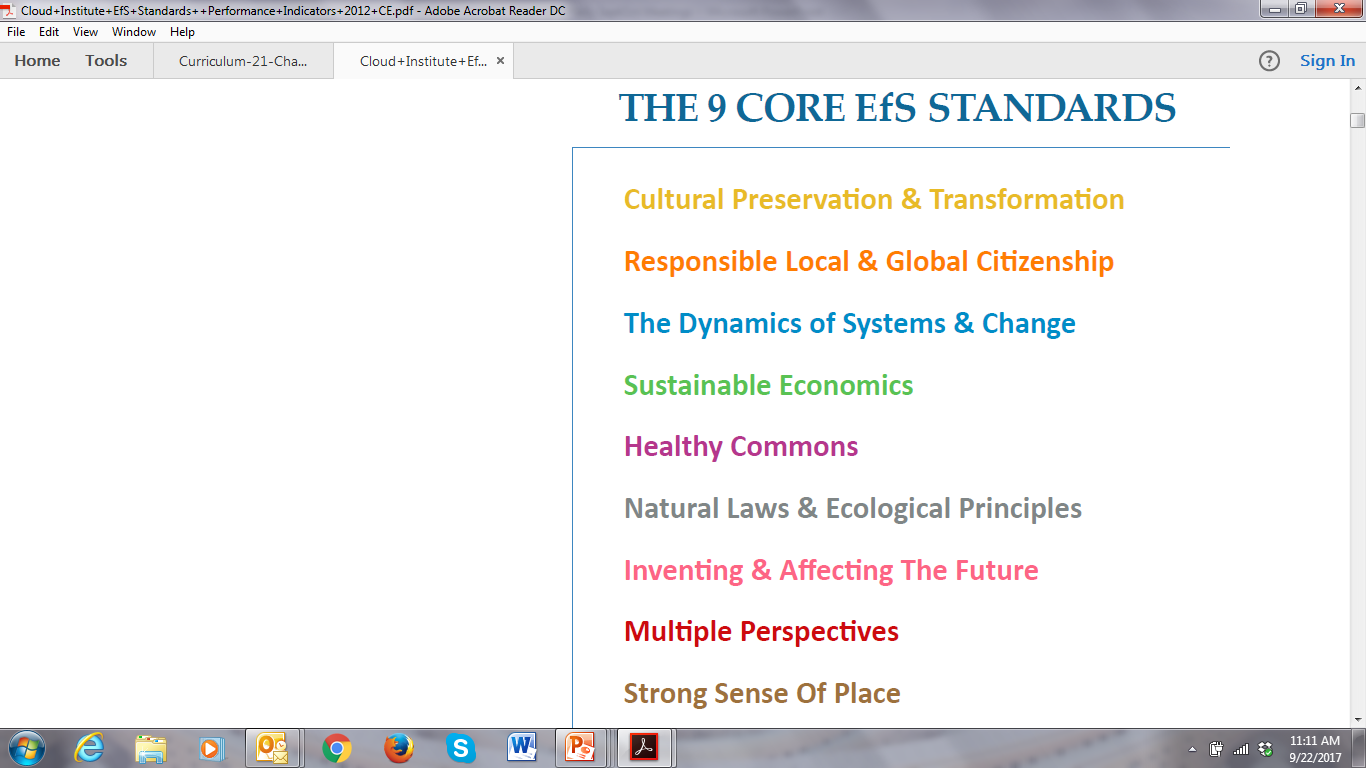 Cloud+Institute+EfS+Standards++Performance+Indicators+2012+CE.pdf - Adobe Acrobat Reader DC
File Edit View Window Help
Home Tools Curriculum-21-Cha... Cloud+Institute+Ef... × ? Sign In
THE 9 CORE EfS STANDARDS
Cultural Preservation & Transformation
Responsible Local & Global Citizenship
The Dynamics of Systems & Change
Sustainable Economics
Healthy Commons
Natural Laws & Ecological Principles
Inventing & Affecting The Future
Multiple Perspectives
Strong Sense Of Place
11:11 AM
9/22/2017